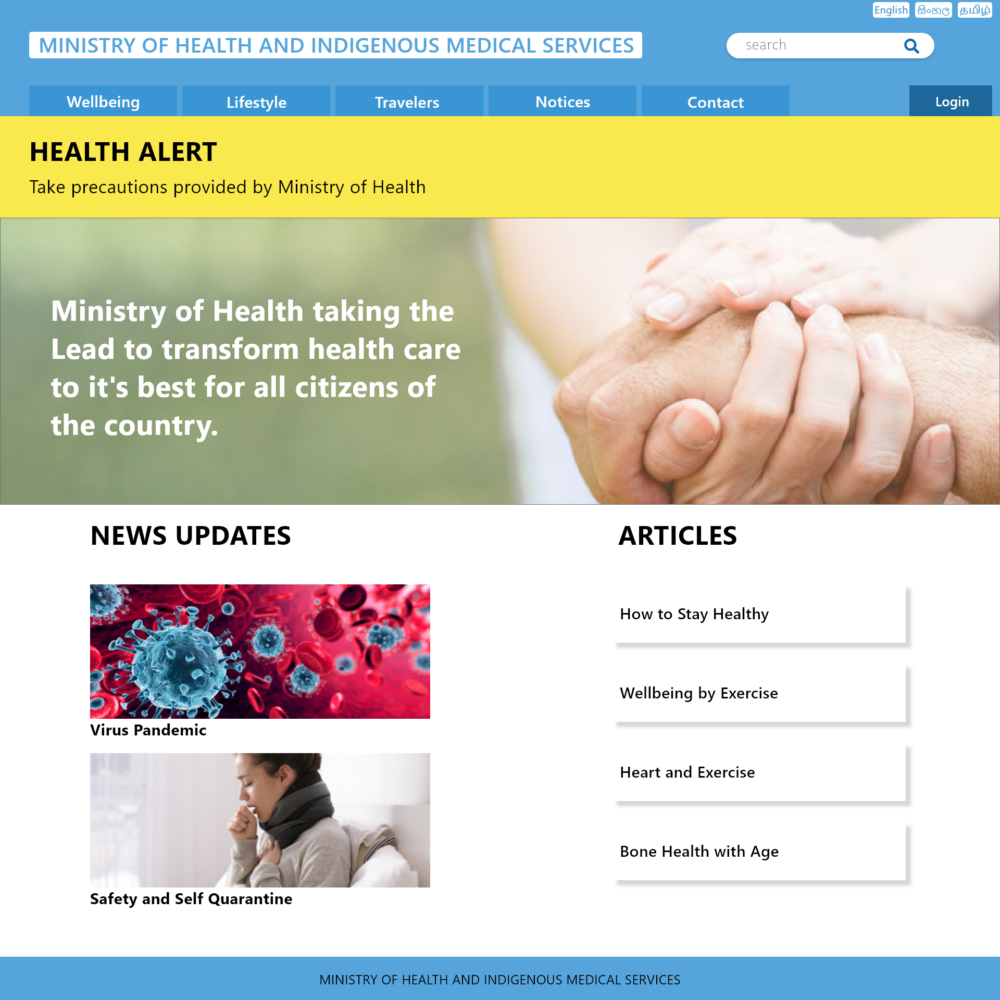 English සිංහල தமிழ்
MINISTRY OF HEALTH AND INDIGENOUS MEDICAL SERVICES
search
Wellbeing Lifestyle Travelers Notices Contact Login
HEALTH ALERT
Take precautions provided by Ministry of Health
Ministry of Health taking the
Lead to transform health care
to it's best for all citizens of
the country.
NEWS UPDATES
Virus Pandemic
Safety and Self Quarantine
ARTICLES
How to Stay Healthy
Wellbeing by Exercise
Heart and Exercise
Bone Health with Age
MINISTRY OF HEALTH AND INDIGENOUS MEDICAL SERVICES